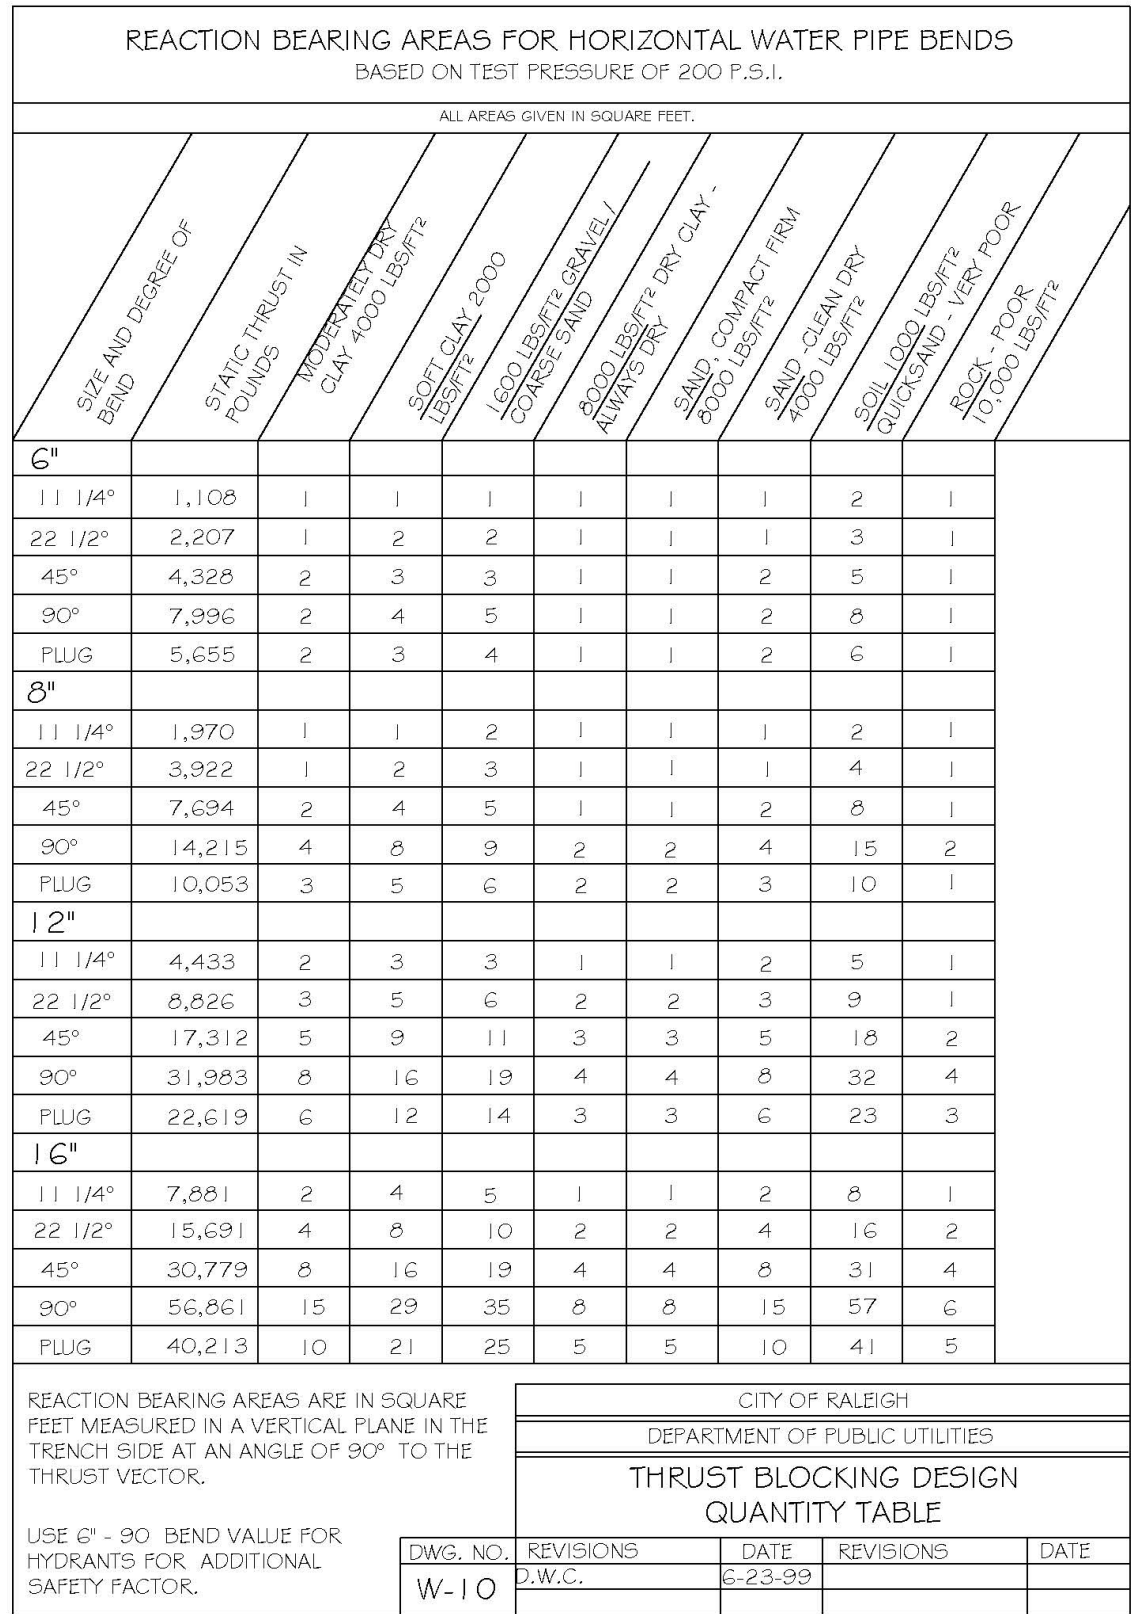 REACTION BEARING AREAS FOR HORIZONTAL WATER PIPE BENDS
BASED ON TEST PRESSURE OF 200 P.S.I.
ALL AREAS GIVEN IN SQUARE FEET.
SIZE AND DEGREE OF
BEND
STATIC THRUST IN
POUNDS
MODERATELY DRY
CLAY 4000 LBS/FT2
SOFT CLAY 2000
LBS/FT2
1600 LBS/FT2 GRAVEL /
COARSE SAND
8000 LBS/FT2 DRY CLAY -
ALWAYS DRY
SAND, COMPACT FIRM
8000 LBS/FT2
SAND -CLEAN DRY
4000 LBS/FT2
SOIL 1000 LBS/FT2
QUICKSAND - VERY POOR
ROCK - POOR
10,000 LBS/FT2
6"
11 1/4° 1,108 1 1 1 1 1 1 2 1
22 1/2° 2,207 1 2 2 1 1 1 3 1
45° 4,328 2 3 3 1 1 2 5 1
90° 7,996 2 4 5 1 1 2 8 1
PLUG 5,655 2 3 4 1 1 2 6 1
8"
11 1/4° 1,970 1 1 2 1 1 1 2 1
22 1/2° 3,922 1 2 3 1 1 1 4 1
45° 7,694 2 4 5 1 1 2 8 1
90° 14,215 4 8 9 2 2 4 15 2
PLUG 10,053 3 5 6 2 2 3 10 1
12"
11 1/4° 4,433 2 3 3 1 1 2 5 1
22 1/2° 8,826 3 5 6 2 2 3 9 1
45° 17,312 5 9 11 3 3 5 18 2
90° 31,983 8 16 19 4 4 8 32 4
PLUG 22,619 6 12 14 3 3 6 23 3
16"
11 1/4° 7,881 2 4 5 1 1 2 8 1
22 1/2° 15,691 4 8 10 2 2 4 16 2
45° 30,779 8 16 19 4 4 8 31 4
90° 56,861 15 29 35 8 8 15 57 6
PLUG 40,213 10 21 25 5 5 10 41 5
REACTION BEARING AREAS ARE IN SQUARE
FEET MEASURED IN A VERTICAL PLANE IN THE
TRENCH SIDE AT AN ANGLE OF 90° TO THE
THRUST VECTOR.
USE 6" - 90 BEND VALUE FOR
HYDRANTS FOR ADDITIONAL
SAFETY FACTOR.
CITY OF RALEIGH
DEPARTMENT OF PUBLIC UTILITIES
THRUST BLOCKING DESIGN
QUANTITY TABLE
DWG. NO. REVISIONS DATE REVISIONS DATE
W-10 D.W.C. 6-23-99